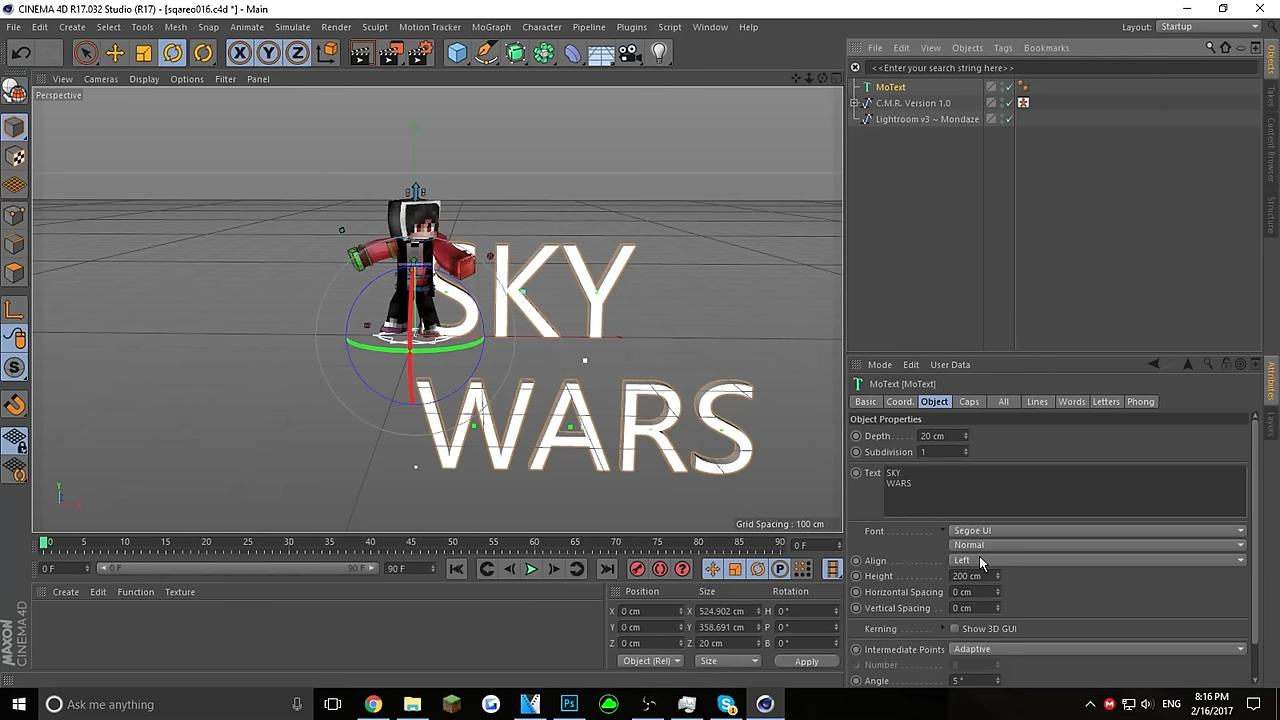 CINEMA 4D R17.032 Studio (R17) - [sqareo016.c4d *] - Main
File Edit Create Select Tools Mesh Snap Animate Simulate Render Sculpt Motion Tracker MoGraph Character Pipeline Plugins Script Window Help
Layout: Startup
View Cameras Display Options Filter Panel
Perspective
SKY
WARS
Grid Spacing : 100 cm
File Edit View Objects Tags Bookmarks
<<Enter your search string here>>
MoText
C.M.R. Version 1.0
Lightroom v3 ~ Mondaze
Objects
Takes
Content Browser
Structure
Mode Edit User Data
MoText [MoText]
Basic Coord. Object Caps All Lines Words Letters Phong
Object Properties
Depth 20 cm
Subdivision 1
Text SKY
WARS
Font Segoe UI
Normal
Align Left
Height 200 cm
Horizontal Spacing 0 cm
Vertical Spacing 0 cm
Kerning Show 3D GUI
Intermediate Points Adaptive
Number 8
Angle 5 °
Attributes
Layers
0 5 10 15 20 25 30 35 40 45 50 55 60 65 70 75 80 85 90 0 F
0 F 0 F 90 F 90 F
Create Edit Function Texture
Position Size Rotation
X 0 cm X 524.902 cm H 0 °
Y 0 cm Y 358.691 cm P 0 °
Z 0 cm Z 20 cm B 0 °
Object (Rel) Size Apply
MAXON
CINEMA 4D
Ask me anything
ENG
8:16 PM
2/16/2017